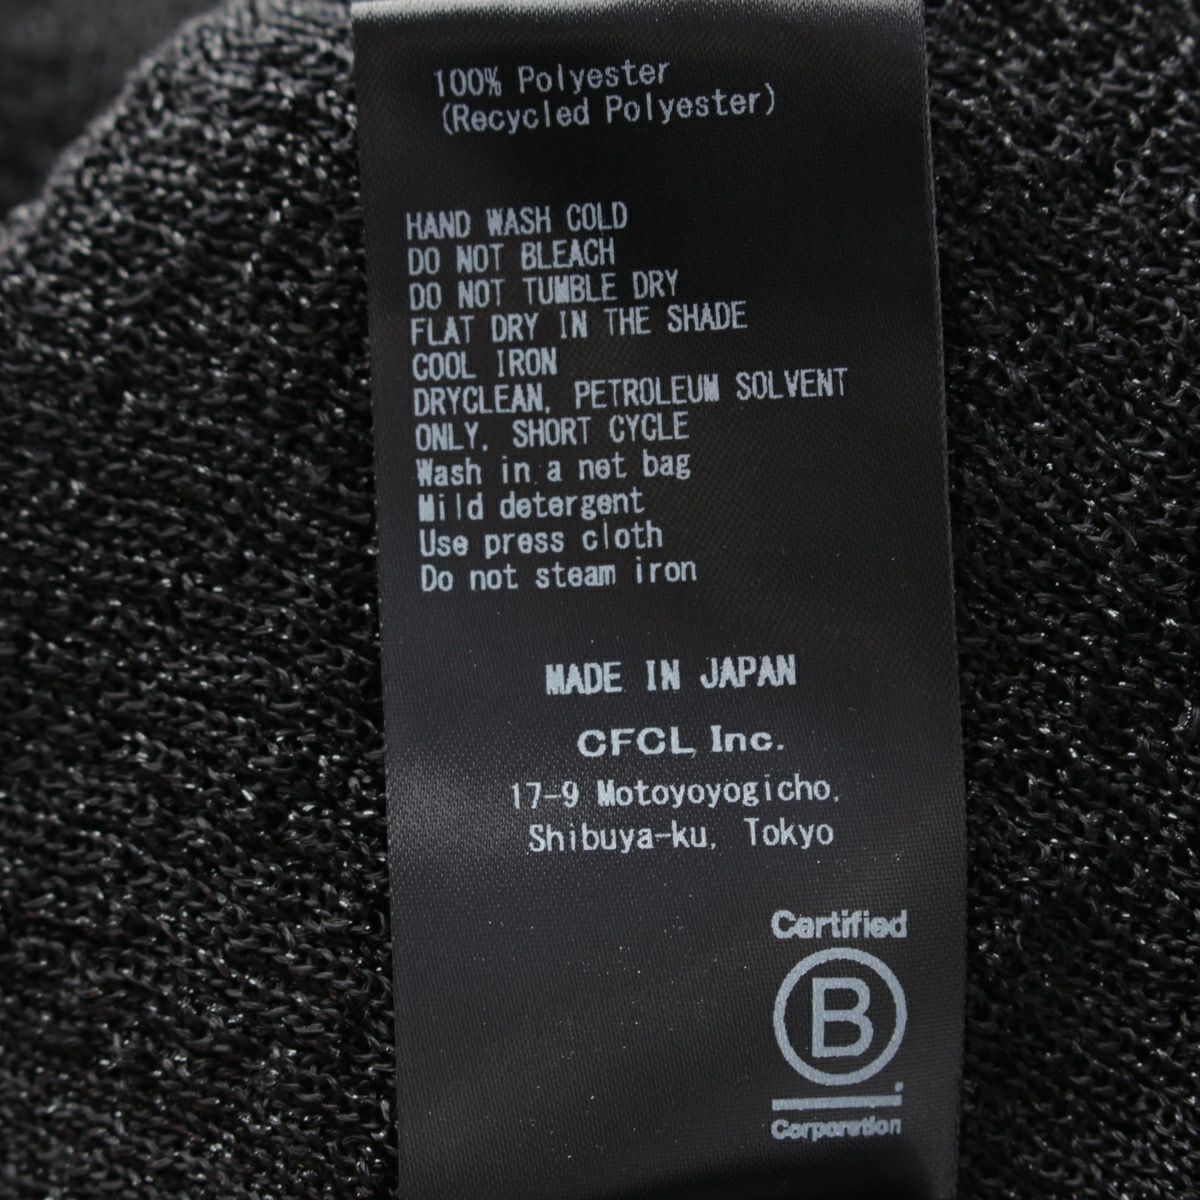 100% Polyester
(Recycled Polyester)
HAND WASH COLD
DO NOT BLEACH
DO NOT TUMBLE DRY
FLAT DRY IN THE SHADE
COOL IRON
DRYCLEAN, PETROLEUM SOLVENT
ONLY, SHORT CYCLE
Wash in a net bag
Mild detergent
Use press cloth
Do not steam iron
MADE IN JAPAN
CFCL Inc.
17-9 Motoyoyogicho,
Shibuya-ku, Tokyo
Certified
B
Corporation